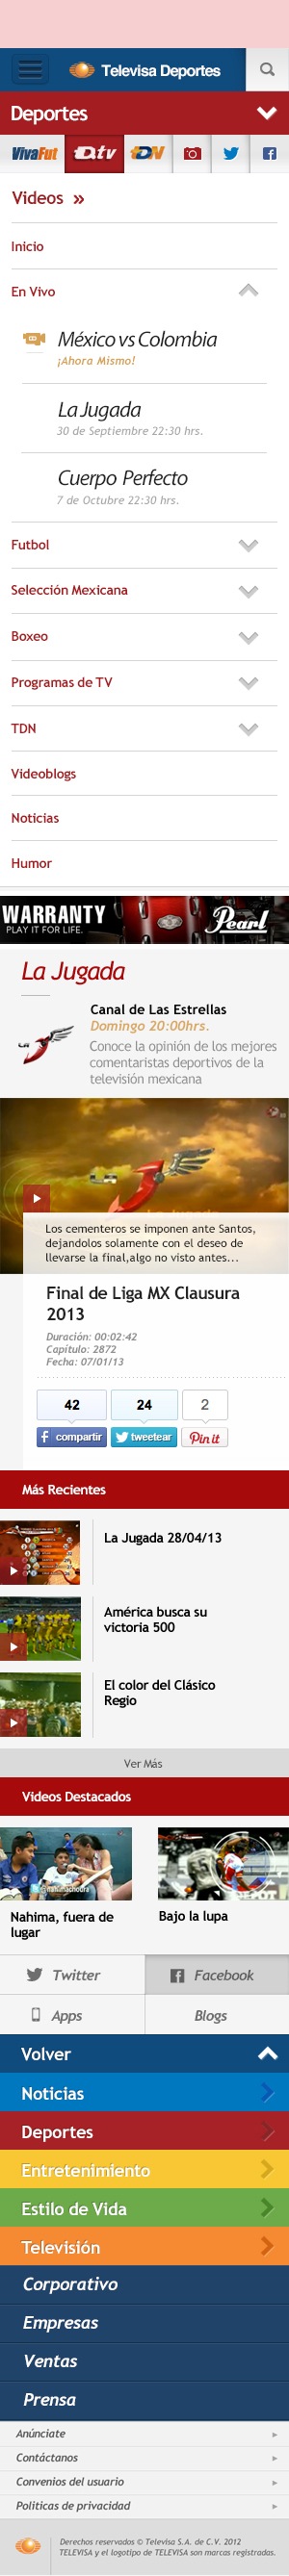 Televisa Deportes
Deportes
VivaFut
tv
TDN
Videos »
Inicio
En Vivo
México vs Colombia
¡Ahora Mismo!
La Jugada
30 de Septiembre 22:30 hrs.
Cuerpo Perfecto
7 de Octubre 22:30 hrs.
Futbol
Selección Mexicana
Boxeo
Programas de TV
TDN
Videoblogs
Noticias
Humor
WARRANTY
PLAY IT FOR LIFE.
Pearl
La Jugada
Canal de Las Estrellas
Domingo 20:00hrs.
Conoce la opinión de los mejores
comentaristas deportivos de la
televisión mexicana
Los cementeros se imponen ante Santos,
dejandolos solamente con el deseo de
llevarse la final,algo no visto antes...
Final de Liga MX Clausura
2013
Duración: 00:02:42
Capítulo: 2872
Fecha: 07/01/13
42 24 2
compartir tweetear Pin it
Más Recientes
La Jugada 28/04/13
América busca su
victoria 500
El color del Clásico
Regio
Ver Más
Videos Destacados
Nahima, fuera de
lugar
Bajo la lupa
Twitter Facebook
Apps Blogs
Volver
Noticias
Deportes
Entretenimiento
Estilo de Vida
Televisión
Corporativo
Empresas
Ventas
Prensa
Anúnciate
Contáctanos
Convenios del usuario
Politicas de privacidad
Derechos reservados © Televisa S.A. de C.V. 2012
TELEVISA y el logotipo de TELEVISA son marcas registradas.